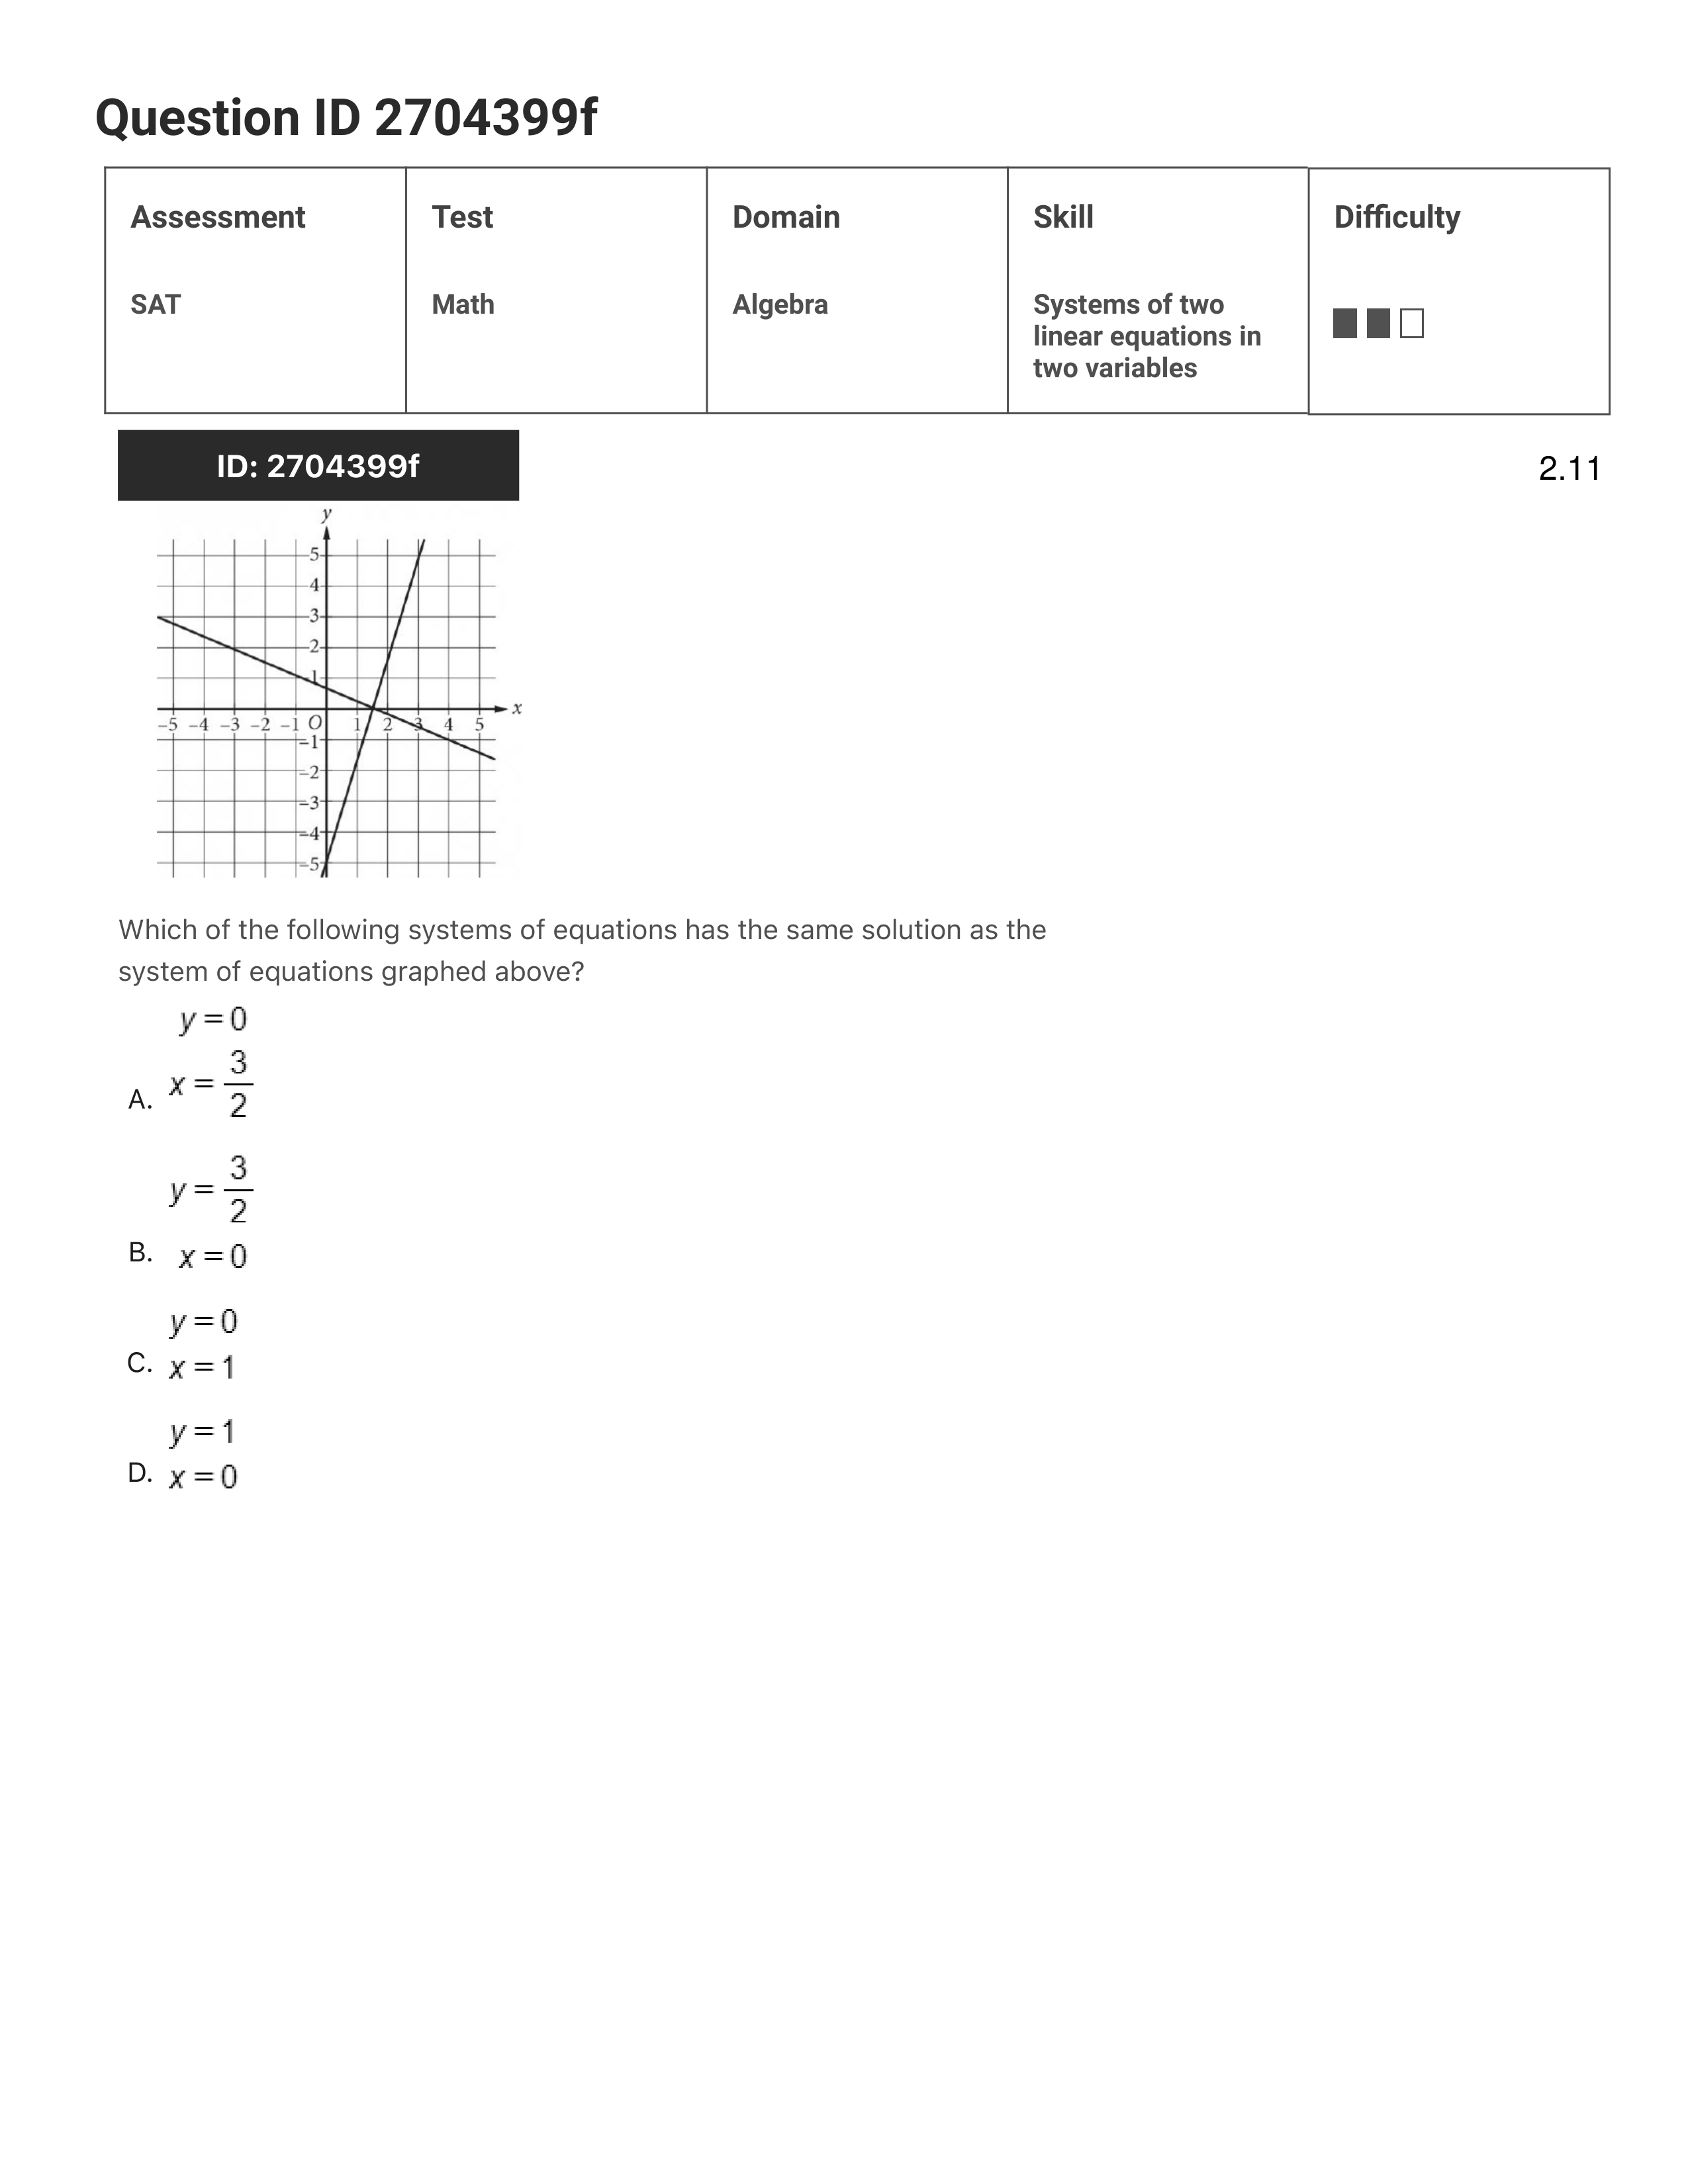 Question ID 2704399f
Assessment Test Domain Skill Difficulty
SAT Math Algebra Systems of two
linear equations in
two variables
ID: 2704399f 2.11
y
5
4
3
2
1
x
-5 -4 -3 -2 -1 O 1 2 3 4 5
-1
-2
-3
-4
-5
Which of the following systems of equations has the same solution as the
system of equations graphed above?
y = 0
A. x = 3/2
y = 3/2
B. x = 0
y = 0
C. x = 1
y = 1
D. x = 0